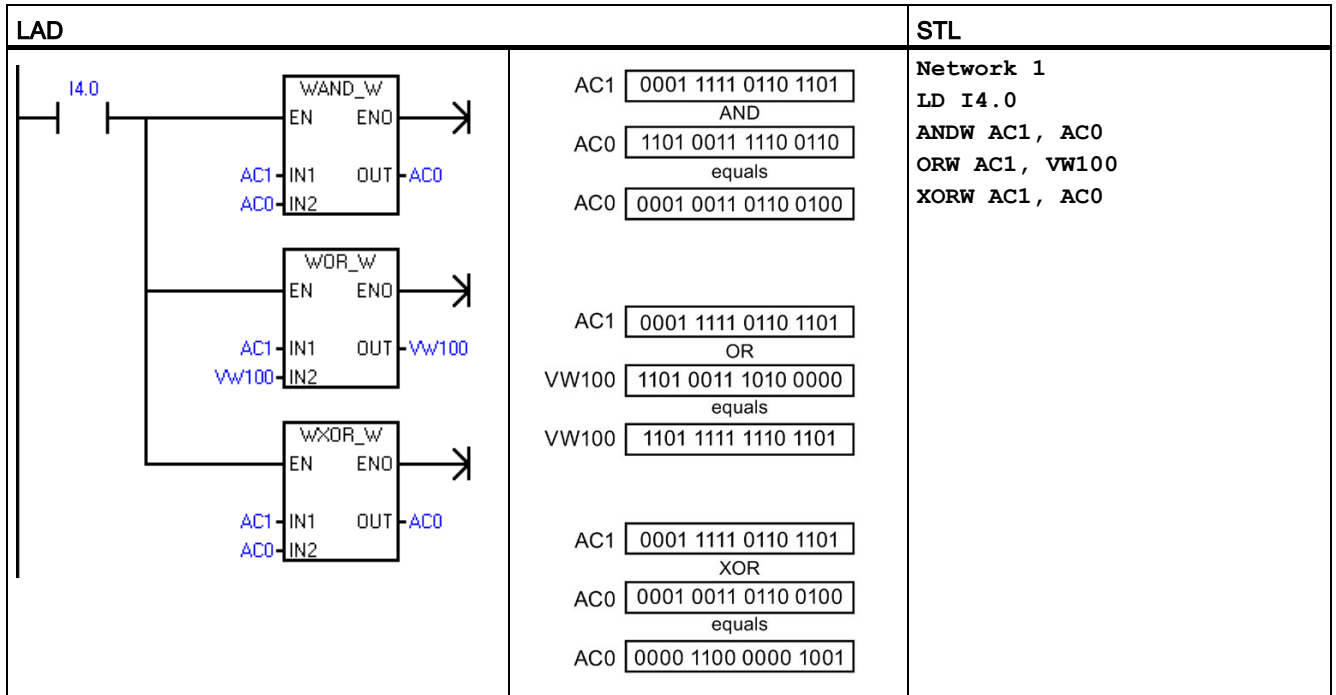 LAD
STL
I4.0
WAND_W
EN ENO
AC1 IN1 OUT AC0
AC0 IN2
WOR_W
EN ENO
AC1 IN1 OUT VW100
VW100 IN2
WXOR_W
EN ENO
AC1 IN1 OUT AC0
AC0 IN2
AC1 0001 1111 0110 1101
AND
AC0 1101 0011 1110 0110
equals
AC0 0001 0011 0110 0100
AC1 0001 1111 0110 1101
OR
VW100 1101 0011 1010 0000
equals
VW100 1101 1111 1110 1101
AC1 0001 1111 0110 1101
XOR
AC0 0001 0011 0110 0100
equals
AC0 0000 1100 0000 1001
Network 1
LD I4.0
ANDW AC1, AC0
ORW AC1, VW100
XORW AC1, AC0